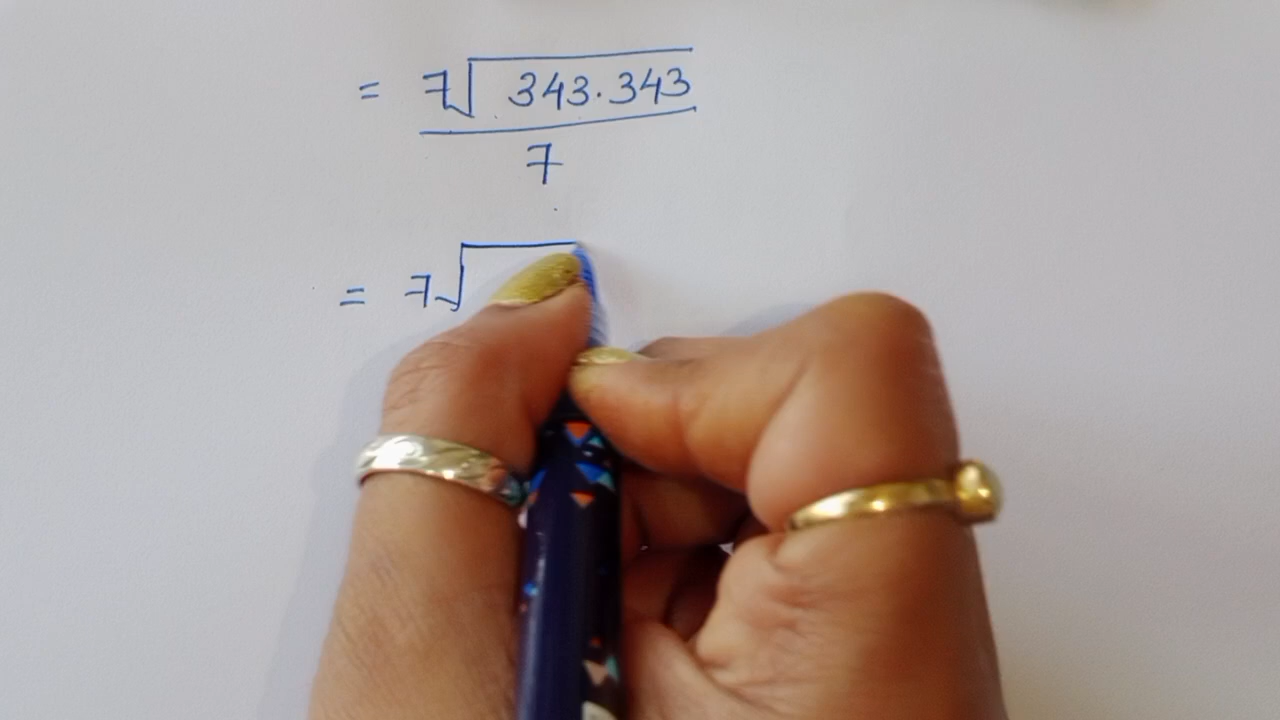 = 7√343.343
7
= 7√